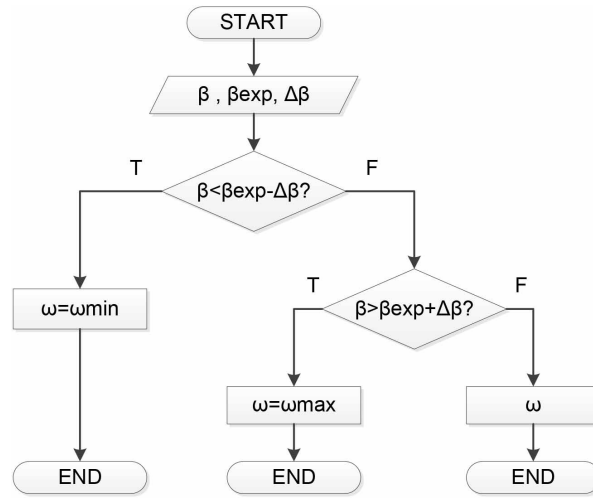 START
β , βexp, Δβ
T
F
β<βexp-Δβ?
ω=ωmin
T
F
β>βexp+Δβ?
ω=ωmax
ω
END
END
END